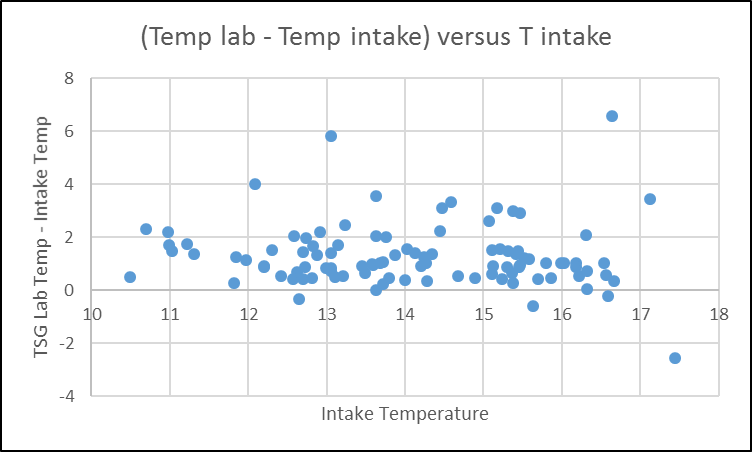 (Temp lab - Temp intake) versus T intake
8
6
4
2
0
-2
-4
10 11 12 13 14 15 16 17 18
TSG Lab Temp - Intake Temp
Intake Temperature